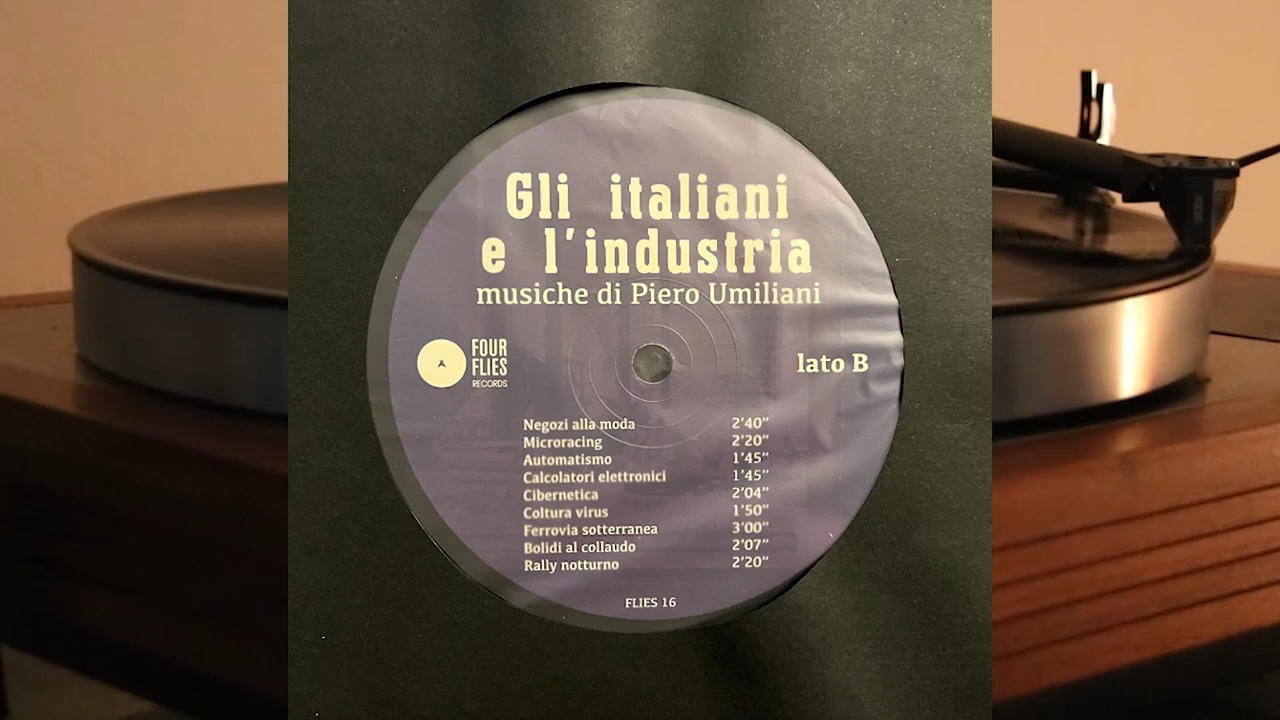 Gli italiani
e l'industria
musiche di Piero Umiliani
FOUR
FLIES
RECORDS
lato B
Negozi alla moda 2'40"
Microracing 2'20"
Automatismo 1'45"
Calcolatori elettronici 1'45"
Cibernetica 2'04"
Coltura virus 1'50"
Ferrovia sotterranea 3'00"
Bolidi al collaudo 2'07"
Rally notturno 2'20"
FLIES 16